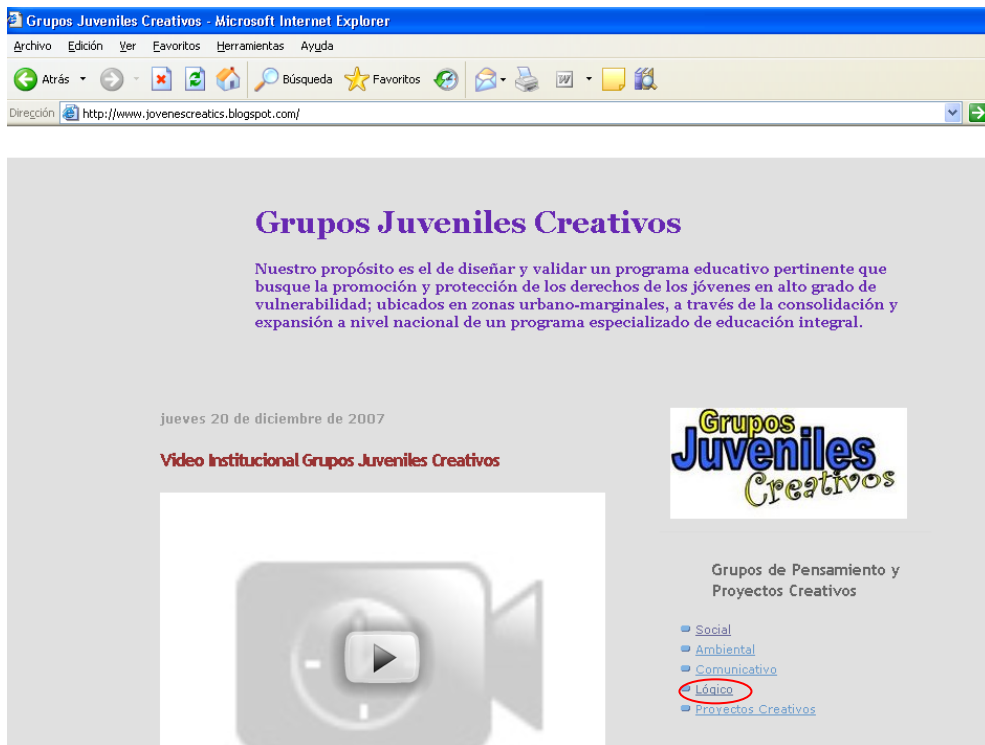 Grupos Juveniles Creativos - Microsoft Internet Explorer
Archivo Edición Ver Favoritos Herramientas Ayuda
Atrás Búsqueda Favoritos
Dirección http://www.jovenescreatics.blogspot.com/
Grupos Juveniles Creativos
Nuestro propósito es el de diseñar y validar un programa educativo pertinente que
busque la promoción y protección de los derechos de los jóvenes en alto grado de
vulnerabilidad; ubicados en zonas urbano-marginales, a través de la consolidación y
expansión a nivel nacional de un programa especializado de educación integral.
jueves 20 de diciembre de 2007
Video Institucional Grupos Juveniles Creativos
Grupos
Juveniles
Creativos
Grupos de Pensamiento y
Proyectos Creativos
Social
Ambiental
Comunicativo
Lógico
Proyectos Creativos